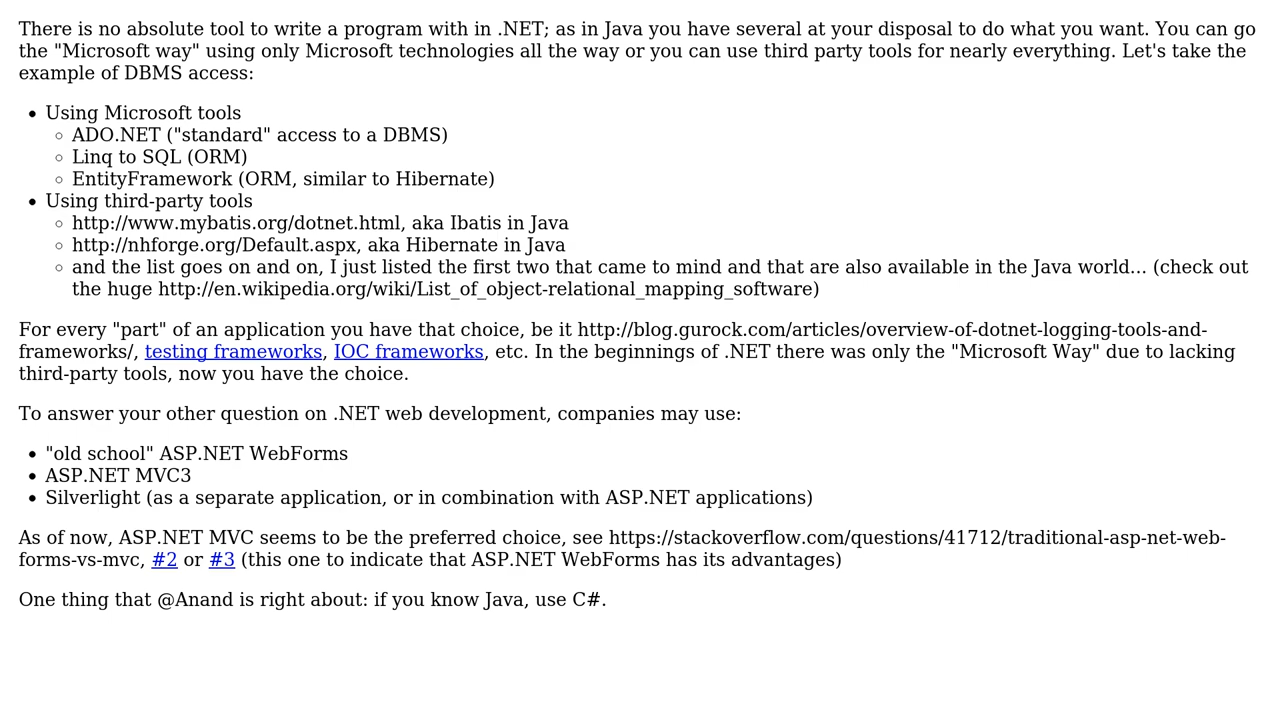 There is no absolute tool to write a program with in .NET; as in Java you have several at your disposal to do what you want. You can go
the "Microsoft way" using only Microsoft technologies all the way or you can use third party tools for nearly everything. Let's take the
example of DBMS access:
• Using Microsoft tools
◦ ADO.NET ("standard" access to a DBMS)
◦ Linq to SQL (ORM)
◦ EntityFramework (ORM, similar to Hibernate)
• Using third-party tools
◦ http://www.mybatis.org/dotnet.html, aka Ibatis in Java
◦ http://nhforge.org/Default.aspx, aka Hibernate in Java
◦ and the list goes on and on, I just listed the first two that came to mind and that are also available in the Java world... (check out
the huge http://en.wikipedia.org/wiki/List_of_object-relational_mapping_software)
For every "part" of an application you have that choice, be it http://blog.gurock.com/articles/overview-of-dotnet-logging-tools-and-
frameworks/, testing frameworks, IOC frameworks, etc. In the beginnings of .NET there was only the "Microsoft Way" due to lacking
third-party tools, now you have the choice.
To answer your other question on .NET web development, companies may use:
• "old school" ASP.NET WebForms
• ASP.NET MVC3
• Silverlight (as a separate application, or in combination with ASP.NET applications)
As of now, ASP.NET MVC seems to be the preferred choice, see https://stackoverflow.com/questions/41712/traditional-asp-net-web-
forms-vs-mvc, #2 or #3 (this one to indicate that ASP.NET WebForms has its advantages)
One thing that @Anand is right about: if you know Java, use C#.